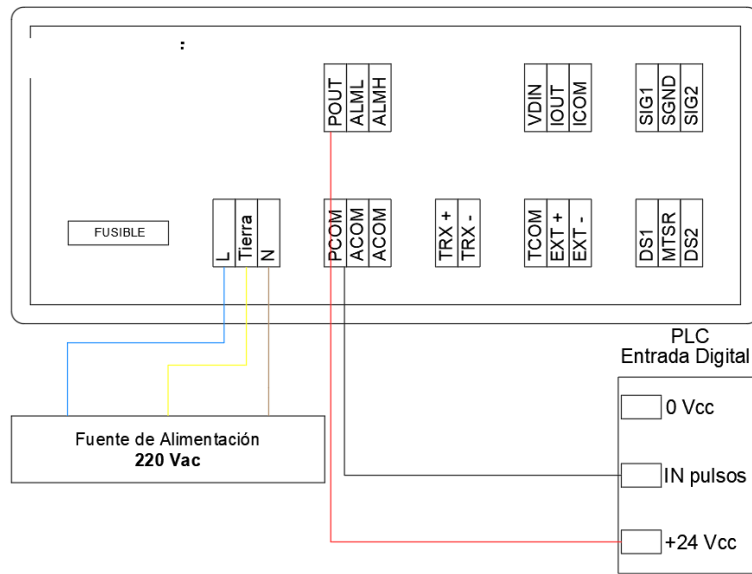 POUT
ALML
ALMH
VDIN
IOUT
ICOM
SIG1
SGND
SIG2
FUSIBLE
L
Tierra
N
PCOM
ACOM
ACOM
TRX +
TRX -
TCOM
EXT +
EXT -
DS1
MTSR
DS2
PLC
Entrada Digital
0 Vcc
IN pulsos
+24 Vcc
Fuente de Alimentación
220 Vac